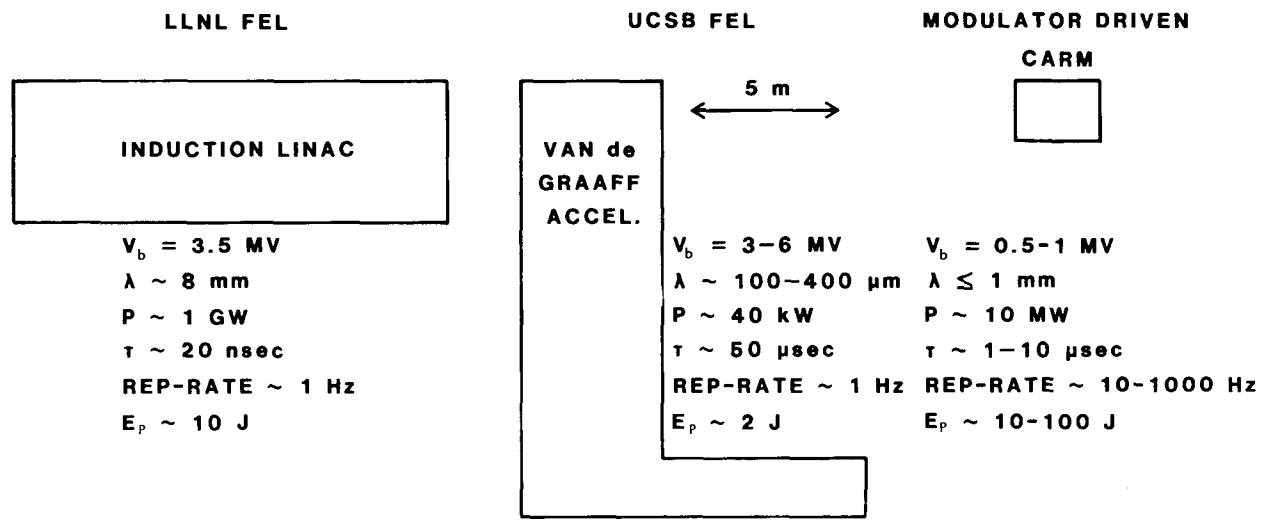 LLNL FEL
INDUCTION LINAC
V_b = 3.5 MV
λ ~ 8 mm
P ~ 1 GW
τ ~ 20 nsec
REP-RATE ~ 1 Hz
E_P ~ 10 J
UCSB FEL
5 m
VAN de
GRAAFF
ACCEL.
V_b = 3-6 MV
λ ~ 100-400 μm
P ~ 40 kW
τ ~ 50 μsec
REP-RATE ~ 1 Hz
E_P ~ 2 J
MODULATOR DRIVEN
CARM
V_b = 0.5-1 MV
λ ≤ 1 mm
P ~ 10 MW
τ ~ 1-10 μsec
REP-RATE ~ 10-1000 Hz
E_P ~ 10-100 J